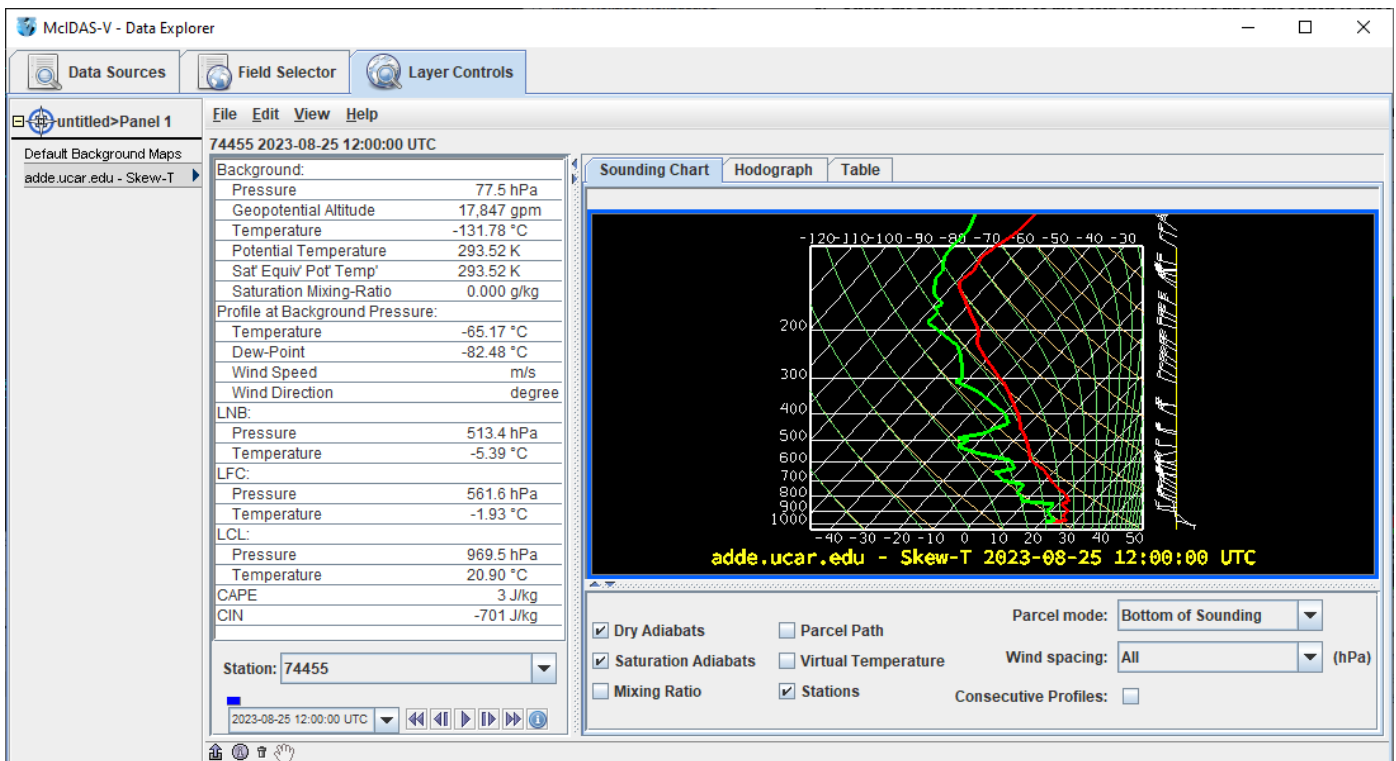 McIDAS-V - Data Explorer
Data Sources
Field Selector
Layer Controls
untitled>Panel 1
Default Background Maps
adde.ucar.edu - Skew-T
File Edit View Help
74455 2023-08-25 12:00:00 UTC
Background:
Pressure 77.5 hPa
Geopotential Altitude 17,847 gpm
Temperature -131.78 °C
Potential Temperature 293.52 K
Sat' Equiv' Pot' Temp' 293.52 K
Saturation Mixing-Ratio 0.000 g/kg
Profile at Background Pressure:
Temperature -65.17 °C
Dew-Point -82.48 °C
Wind Speed m/s
Wind Direction degree
LNB:
Pressure 513.4 hPa
Temperature -5.39 °C
LFC:
Pressure 561.6 hPa
Temperature -1.93 °C
LCL:
Pressure 969.5 hPa
Temperature 20.90 °C
CAPE 3 J/kg
CIN -701 J/kg
Station: 74455
2023-08-25 12:00:00 UTC
Sounding Chart Hodograph Table
-120-110-100-90 -80 -70 -60 -50 -40 -30
200
300
400
500
600
700
800
900
1000
-40 -30 -20 -10 0 10 20 30 40 50
adde.ucar.edu - Skew-T 2023-08-25 12:00:00 UTC
Dry Adiabats
Parcel Path
Parcel mode: Bottom of Sounding
Saturation Adiabats
Virtual Temperature
Wind spacing: All (hPa)
Mixing Ratio
Stations
Consecutive Profiles: